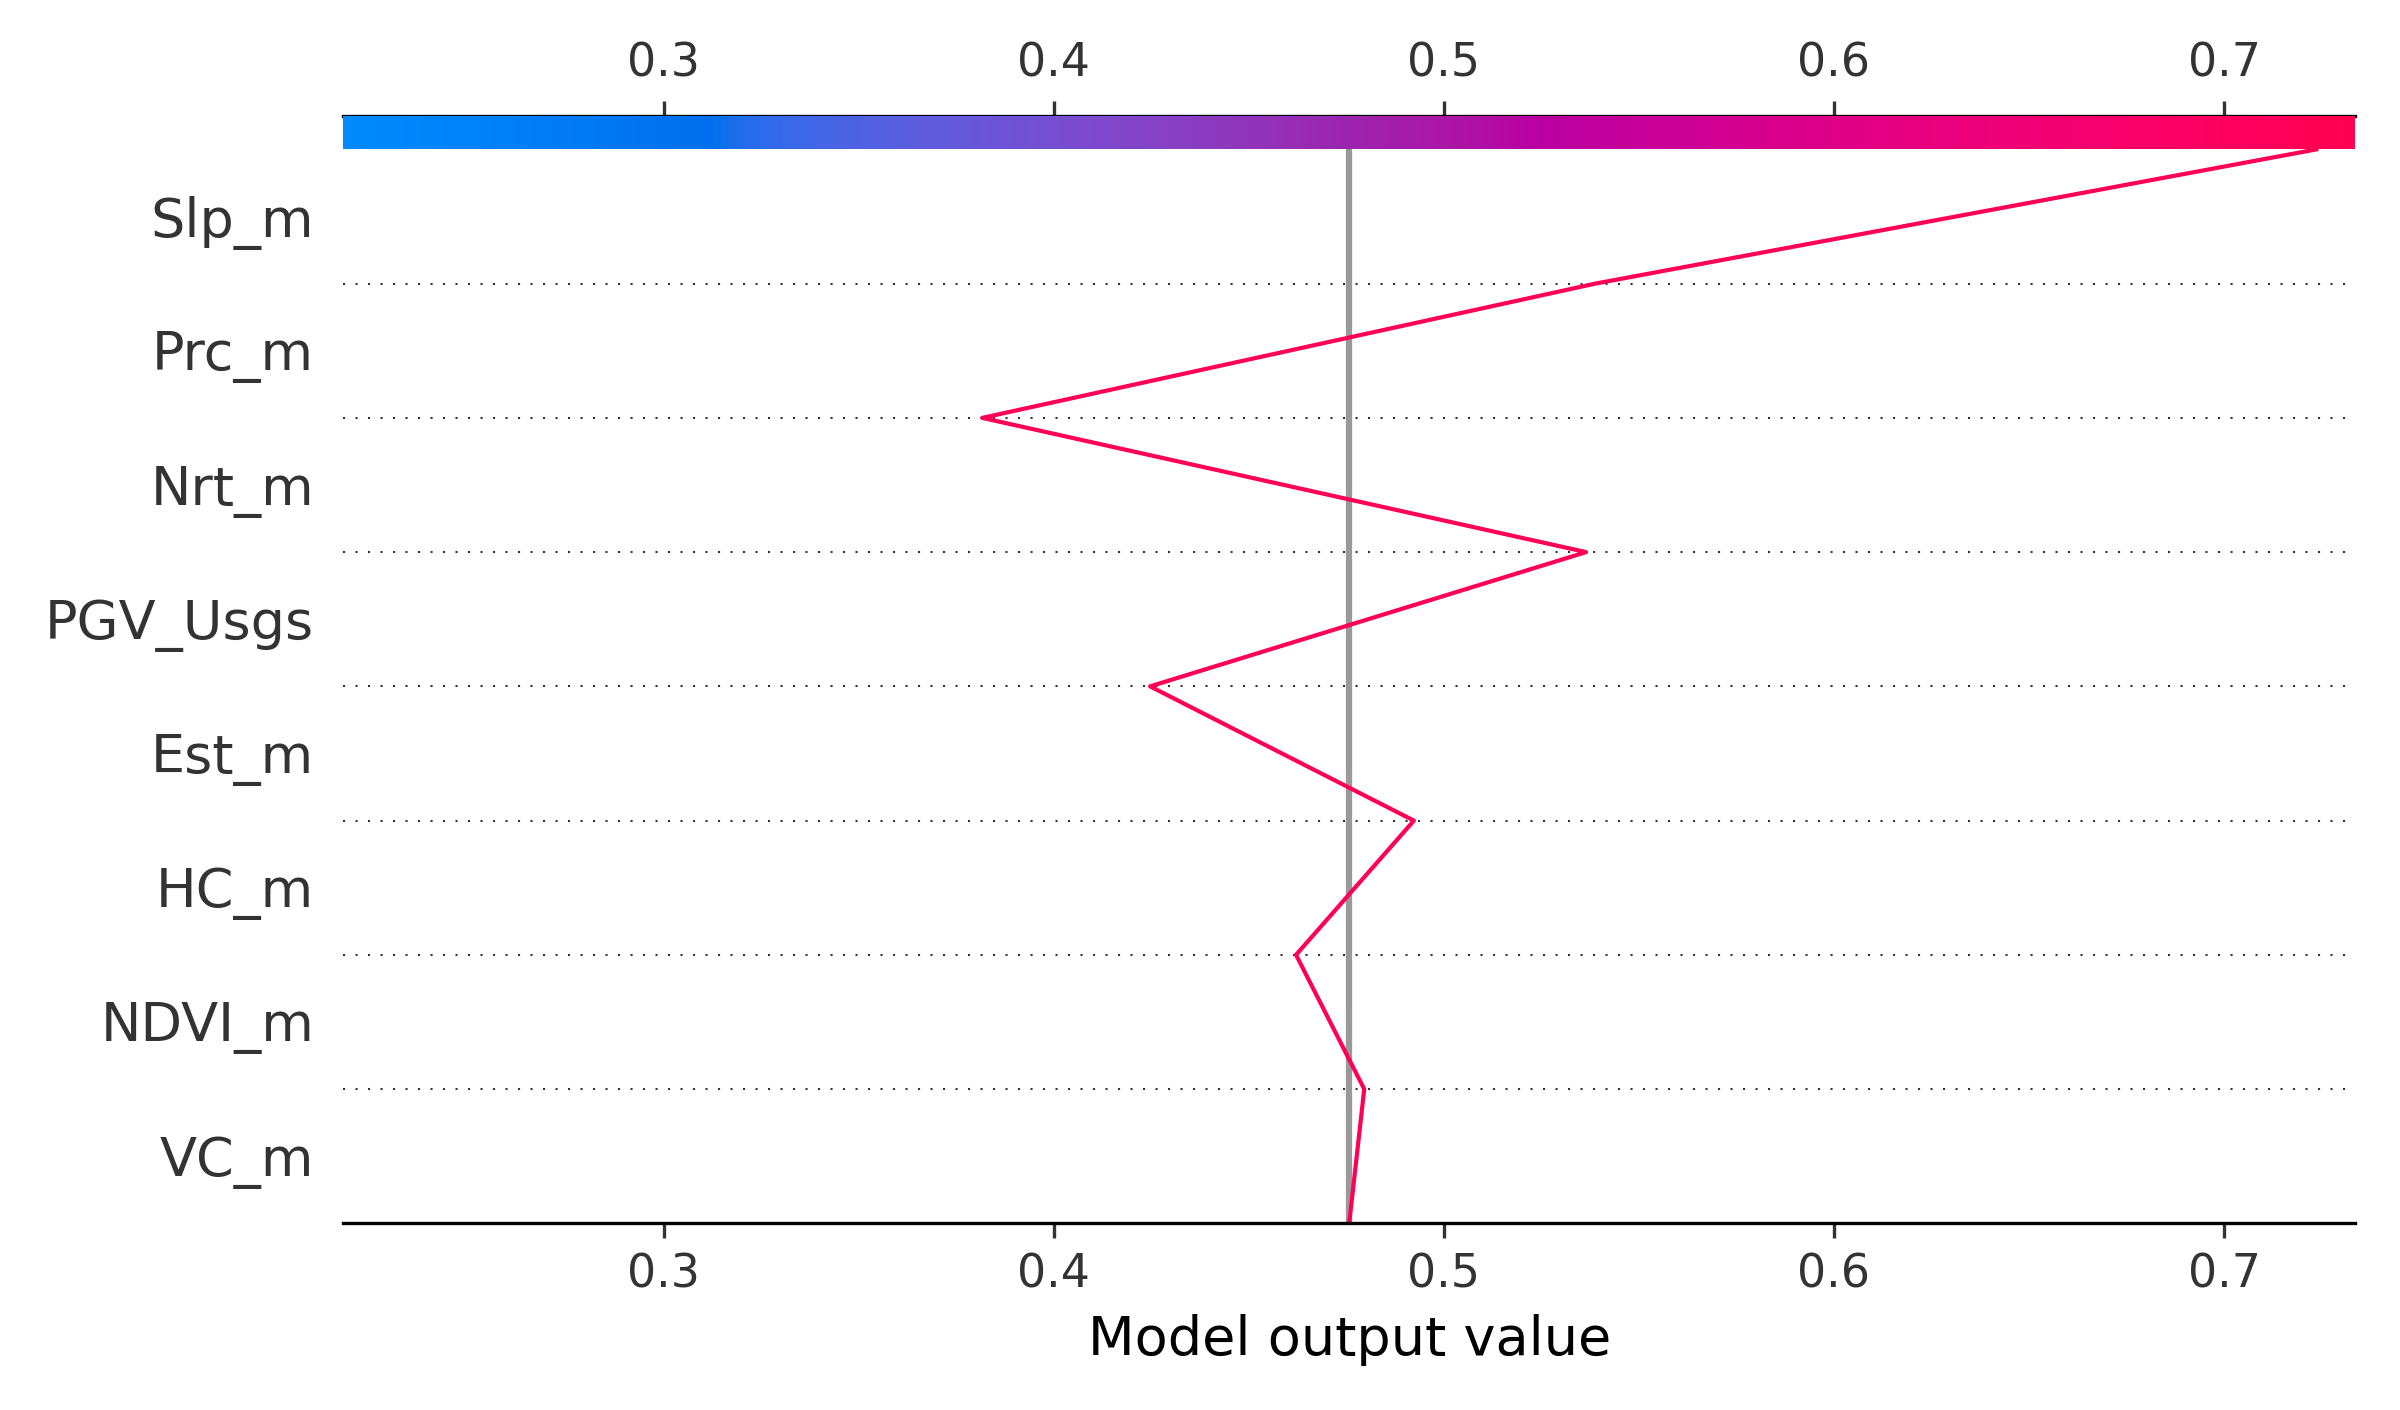 0.3 0.4 0.5 0.6 0.7
Slp_m
Prc_m
Nrt_m
PGV_Usgs
Est_m
HC_m
NDVI_m
VC_m
0.3 0.4 0.5 0.6 0.7
Model output value